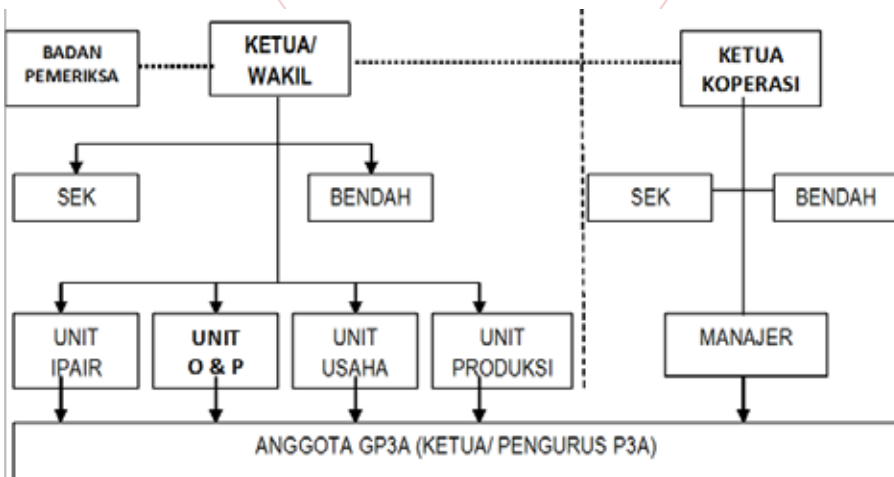 BADAN
PEMERIKSA
KETUA/
WAKIL
KETUA
KOPERASI
SEK
BENDAH
SEK
BENDAH
UNIT
IPAIR
UNIT
O & P
UNIT
USAHA
UNIT
PRODUKSI
MANAJER
ANGGOTA GP3A (KETUA/ PENGURUS P3A)